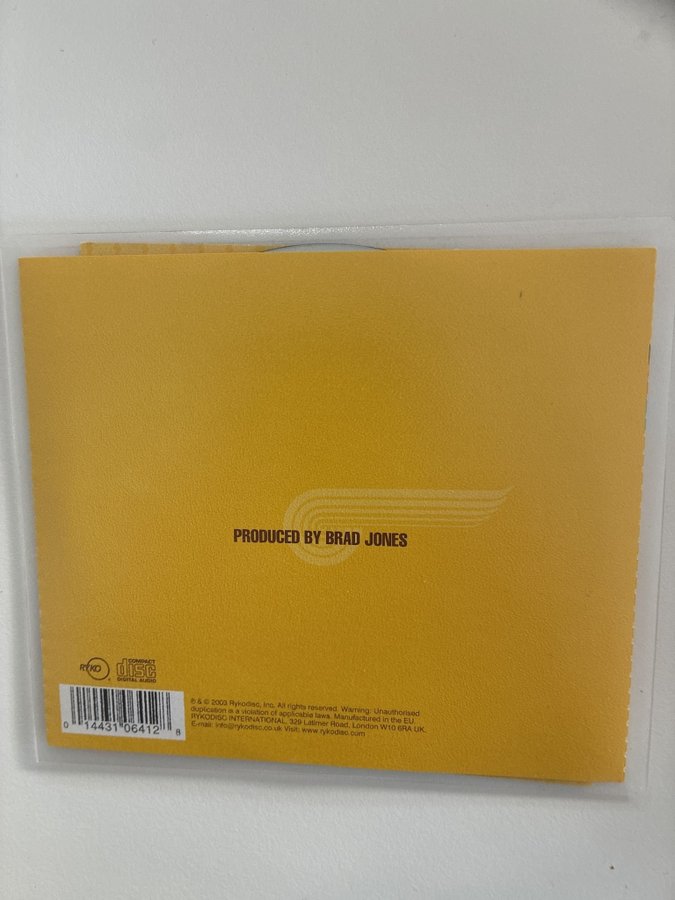 PRODUCED BY BRAD JONES
RYKO
COMPACT
disc
DIGITAL AUDIO
℗ & © 2003 Rykodisc, Inc. All rights reserved. Warning: Unauthorised
duplication is a violation of applicable laws. Manufactured in the EU.
RYKODISC INTERNATIONAL, 329 Latimer Road, London W10 6RA UK.
E-mail: info@rykodisc.co.uk Visit: www.rykodisc.com
0 14431 06412 8